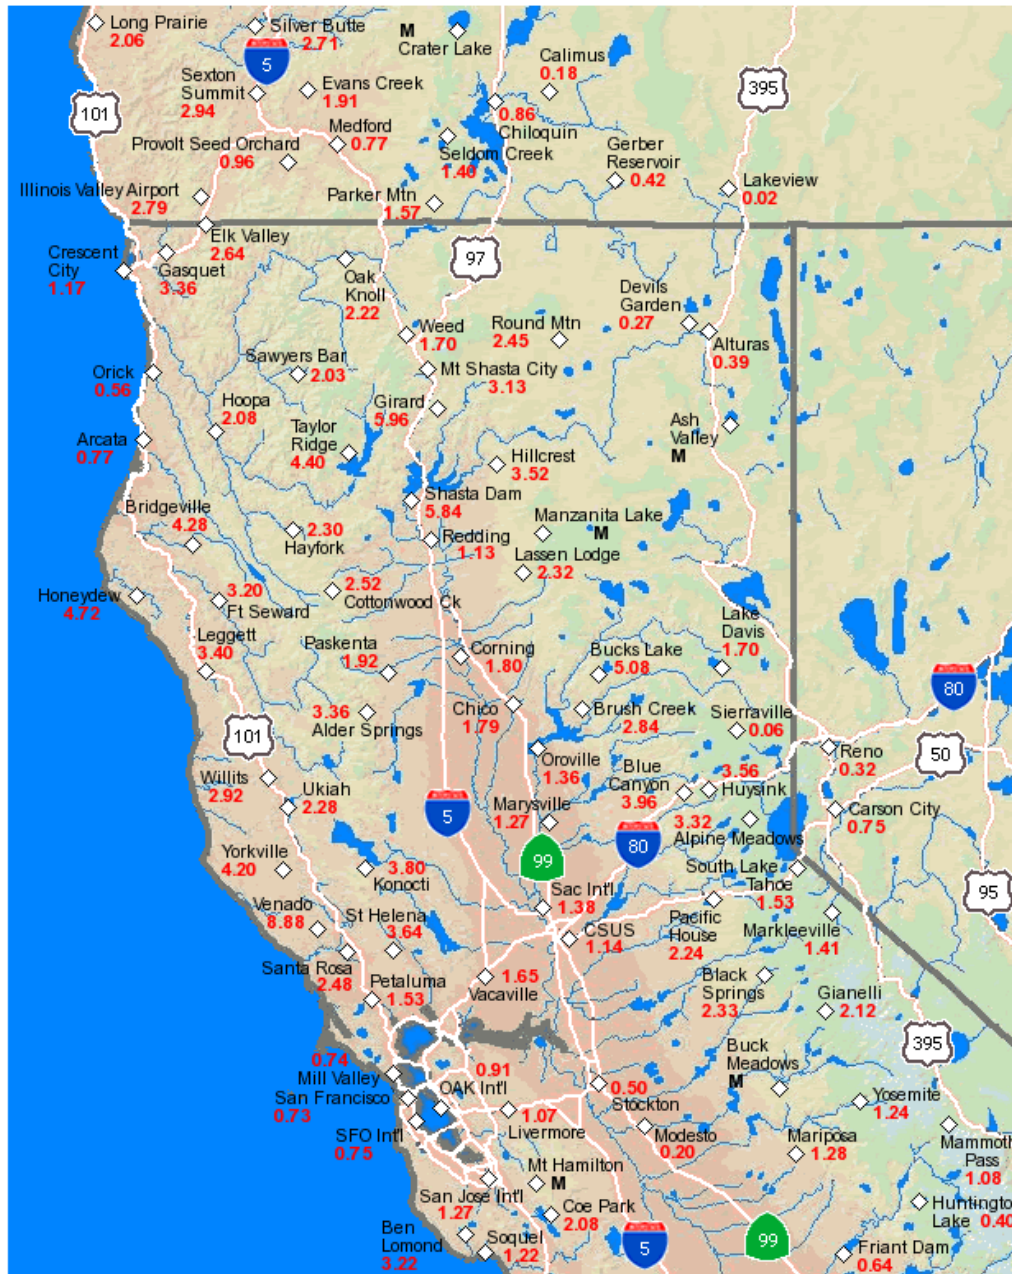 Long Prairie
2.06
Silver Butte
2.71
5
M
Crater Lake
Calimus
0.18
395
101
Sexton
Summit
2.94
Evans Creek
1.91
0.86
Chiloquin
Medford
0.77
Provolt Seed Orchard
0.96
Seldom Creek
1.40
Gerber
Reservoir
0.42
Lakeview
0.02
Illinois Valley Airport
2.79
Parker Mtn
1.57
Elk Valley
2.64
97
Crescent
City
1.17
Gasquet
3.36
Oak
Knoll
2.22
Devils
Garden
0.27
Weed
1.70
Round Mtn
2.45
Alturas
0.39
Sawyers Bar
2.03
Mt Shasta City
3.13
Orick
0.56
Hoopa
2.08
Girard
5.96
Arcata
0.77
Taylor
Ridge
4.40
Ash
Valley
M
Hillcrest
3.52
Bridgeville
4.28
Shasta Dam
5.84
2.30
Hayfork
Redding
1.13
Manzanita Lake
M
Lassen Lodge
2.32
Honeydew
4.72
3.20
Ft Seward
2.52
Cottonwood Ck
Lake
Davis
1.70
Leggett
3.40
Paskenta
1.92
Corning
1.80
Bucks Lake
5.08
80
3.36
Alder Springs
Chico
1.79
Brush Creek
2.84
Sierraville
0.06
101
Oroville
1.36
Reno
0.32
50
Willits
2.92
Ukiah
2.28
Blue
Canyon
3.96
3.56
Huysink
5
Marysville
1.27
3.32
Alpine Meadows
Carson City
0.75
99
80
Yorkville
4.20
3.80
Konocti
South Lake
Tahoe
1.53
95
Venado
8.88
St Helena
3.64
Sac Int'l
1.38
CSUS
1.14
Pacific
House
2.24
Markleeville
1.41
Santa Rosa
2.48
Petaluma
1.53
1.65
Vacaville
Black
Springs
2.33
Gianelli
2.12
395
0.74
Mill Valley
San Francisco
0.73
0.91
OAK Int'l
Buck
Meadows
M
0.50
Stockton
Yosemite
1.24
SFO Int'l
0.75
1.07
Livermore
Modesto
0.20
Mariposa
1.28
Mammoth
Pass
1.08
San Jose Int'l
1.27
Mt Hamilton
M
Coe Park
2.08
Huntingto
Lake 0.40
Ben
Lomond
3.22
Soquel
1.22
5
99
Friant Dam
0.64